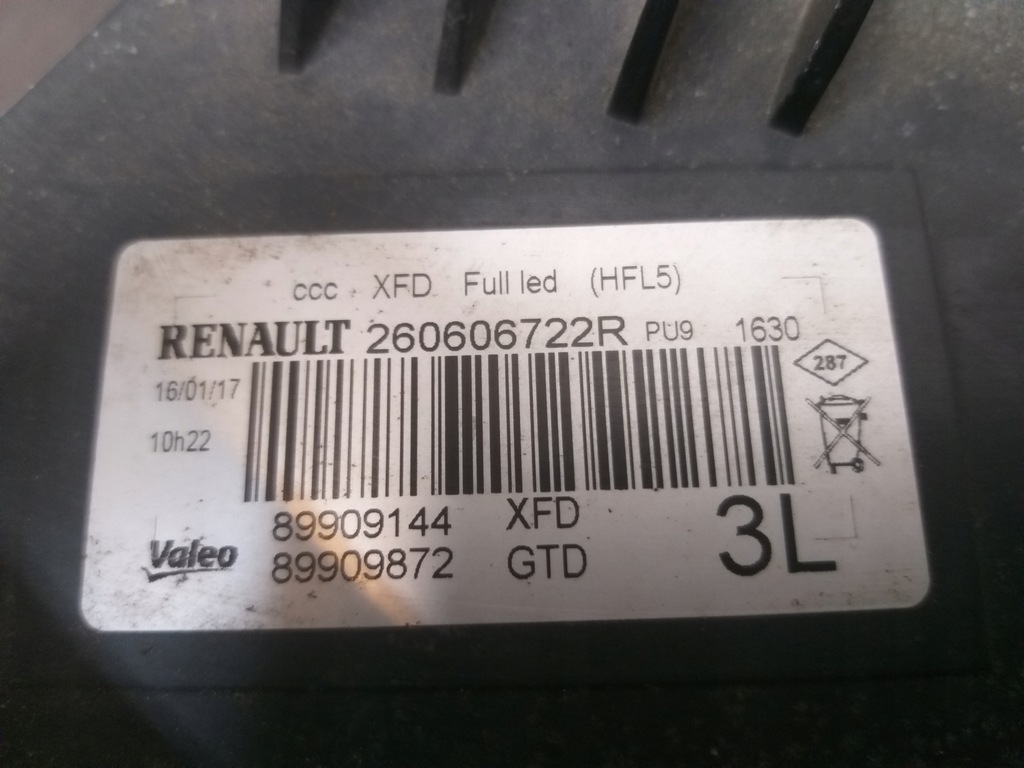 ccc XFD Full led (HFL5)
RENAULT 260606722R PU9 1630
287
16/01/17
10h22
89909144 XFD
Valeo
89909872 GTD
3L